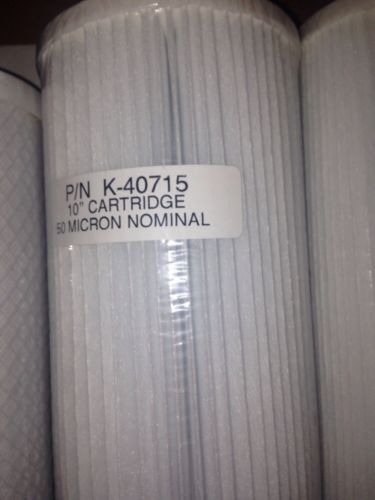 P/N K-40715
10" CARTRIDGE
50 MICRON NOMINAL